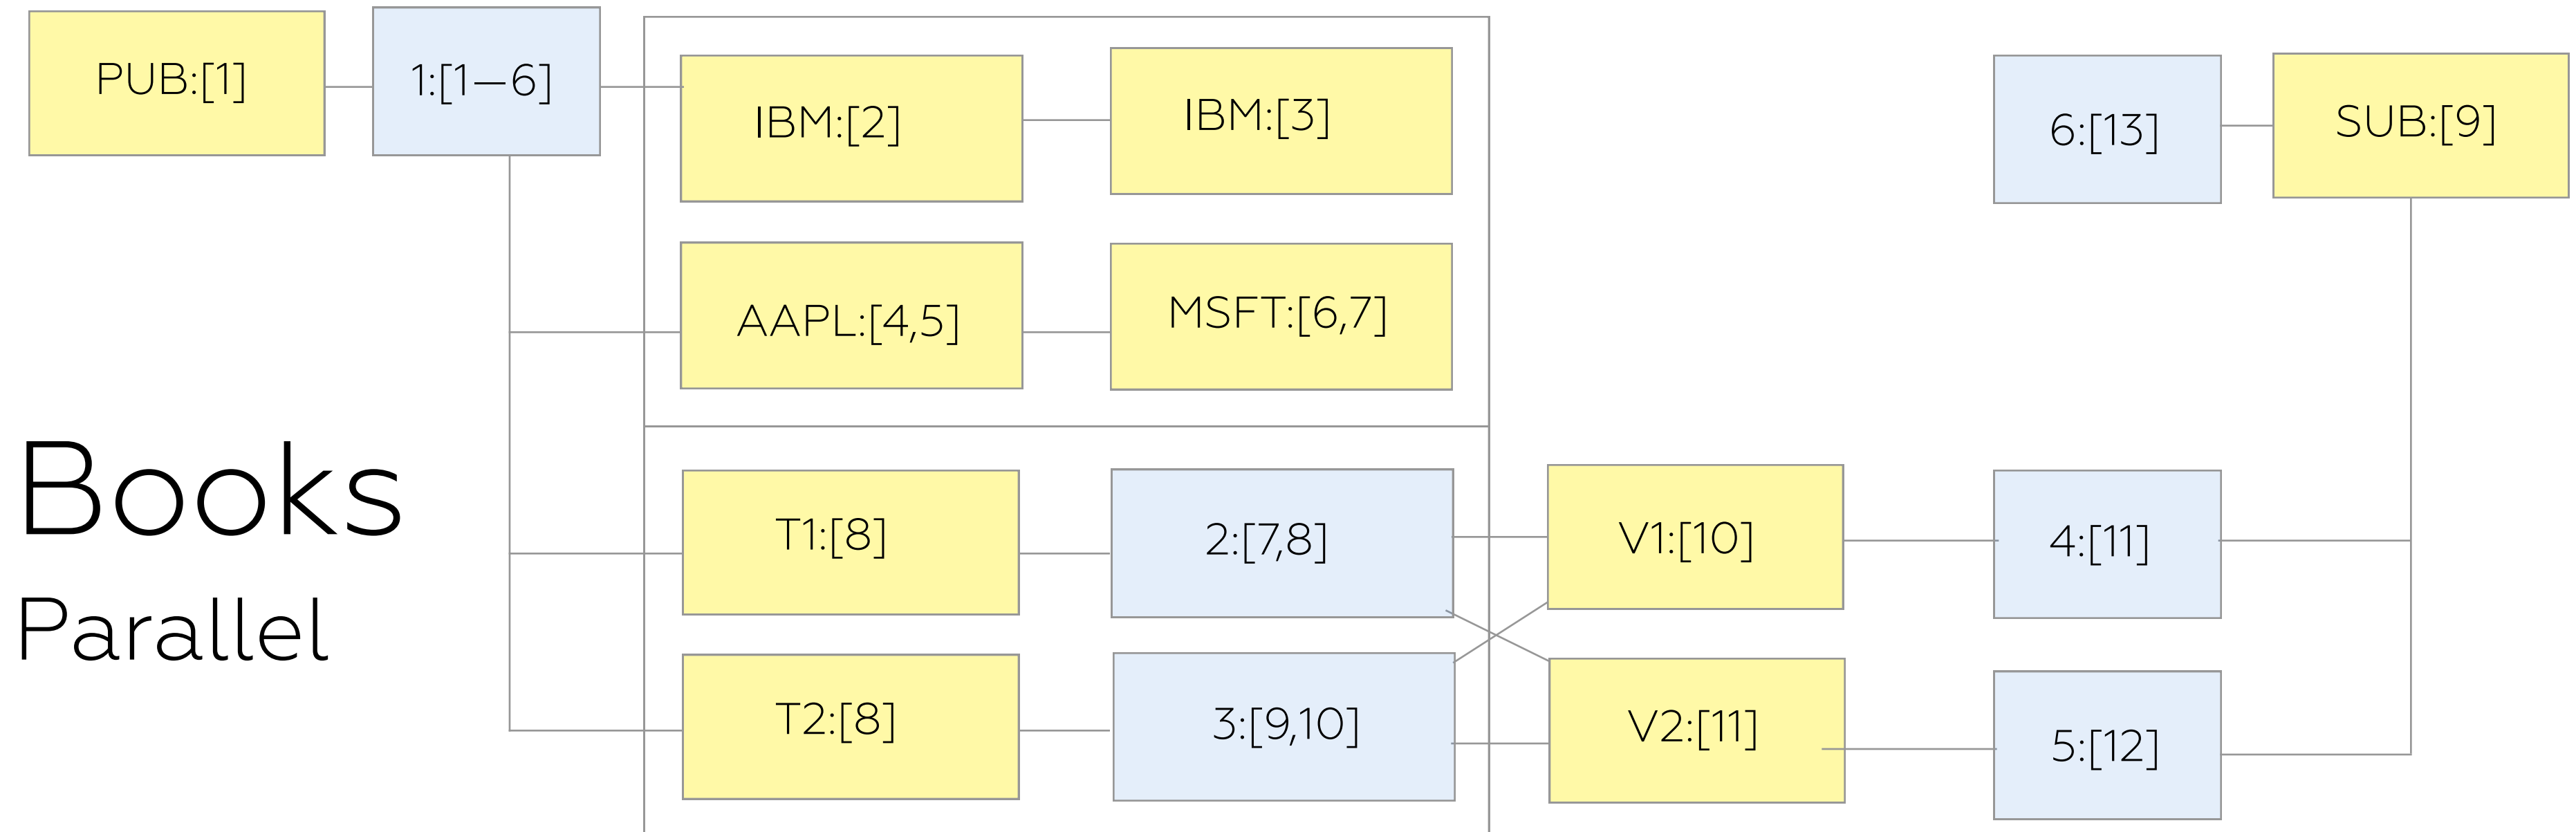 PUB:[1]
1:[1—6]
IBM:[2]
IBM:[3]
6:[13]
SUB:[9]
AAPL:[4,5]
MSFT:[6,7]
Books
Parallel
T1:[8]
2:[7,8]
V1:[10]
4:[11]
T2:[8]
3:[9,10]
V2:[11]
5:[12]